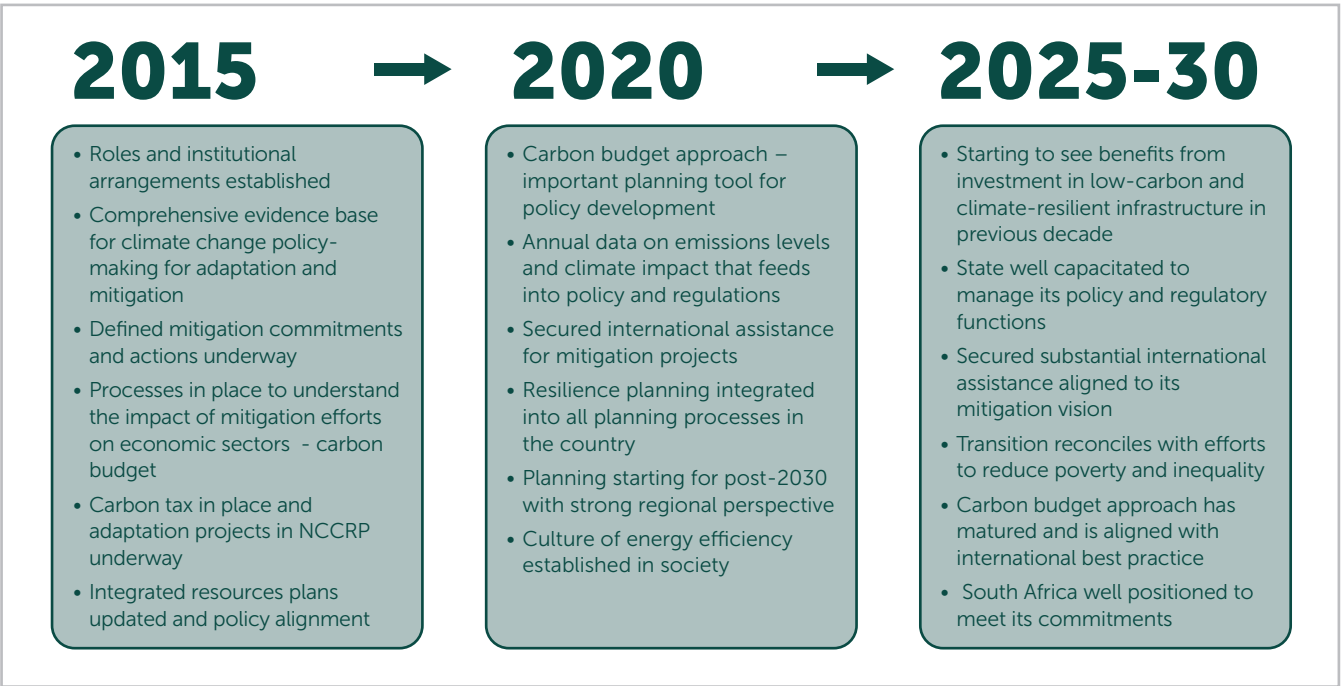 2015
• Roles and institutional
arrangements established
• Comprehensive evidence base
for climate change policy-
making for adaptation and
mitigation
• Defined mitigation commitments
and actions underway
• Processes in place to understand
the impact of mitigation efforts
on economic sectors - carbon
budget
• Carbon tax in place and
adaptation projects in NCCRP
underway
• Integrated resources plans
updated and policy alignment
2020
• Carbon budget approach –
important planning tool for
policy development
• Annual data on emissions levels
and climate impact that feeds
into policy and regulations
• Secured international assistance
for mitigation projects
• Resilience planning integrated
into all planning processes in
the country
• Planning starting for post-2030
with strong regional perspective
• Culture of energy efficiency
established in society
2025-30
• Starting to see benefits from
investment in low-carbon and
climate-resilient infrastructure in
previous decade
• State well capacitated to
manage its policy and regulatory
functions
• Secured substantial international
assistance aligned to its
mitigation vision
• Transition reconciles with efforts
to reduce poverty and inequality
• Carbon budget approach has
matured and is aligned with
international best practice
• South Africa well positioned to
meet its commitments